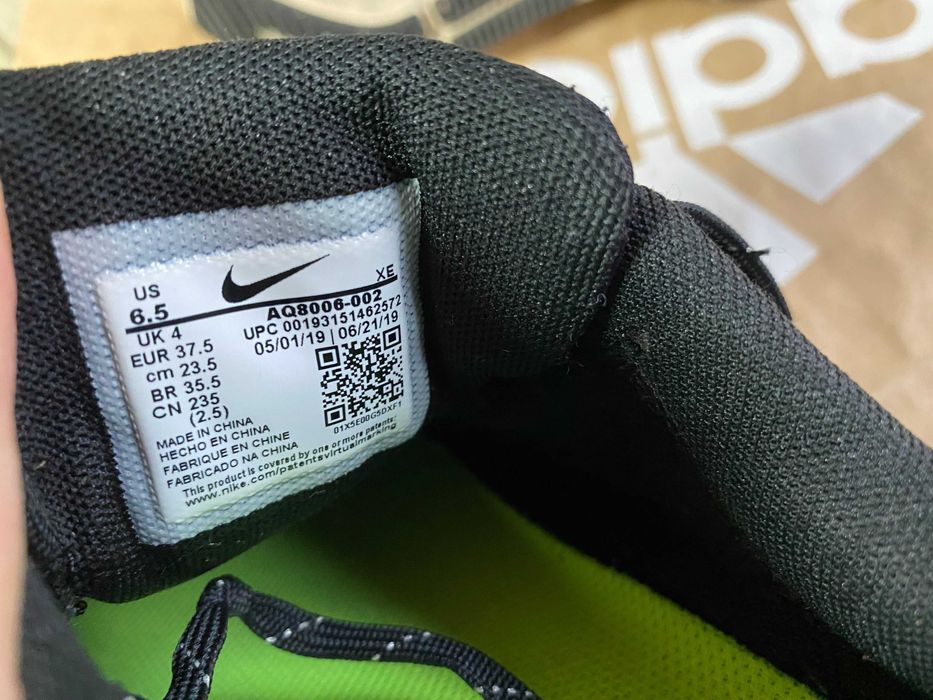 US
6.5
XE
AQ8006-002
UPC 00193151462572
05/01/19 | 06/21/19
UK 4
EUR 37.5
cm 23.5
BR 35.5
CN 235
(2.5)
01X5E00G5DXF1
MADE IN CHINA
HECHO EN CHINA
FABRIQUE EN CHINE
FABRICADO NA CHINA
This product is covered by one or more patents:
www.nike.com/patentsvirtualmarking
adidas